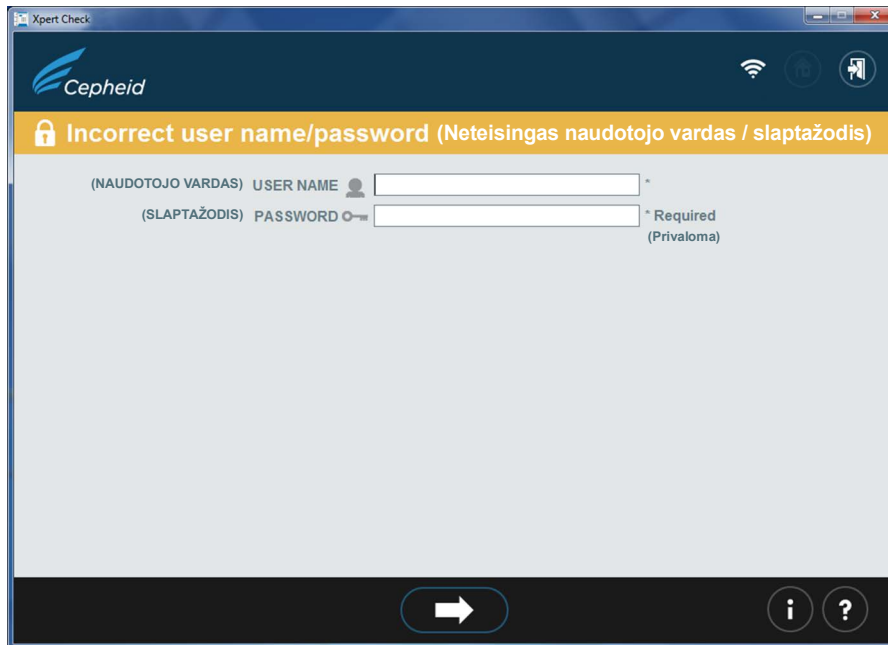 Xpert Check
Cepheid
Incorrect user name/password (Neteisingas naudotojo vardas / slaptažodis)
(NAUDOTOJO VARDAS) USER NAME *
(SLAPTAŽODIS) PASSWORD * Required
(Privaloma)
i ?